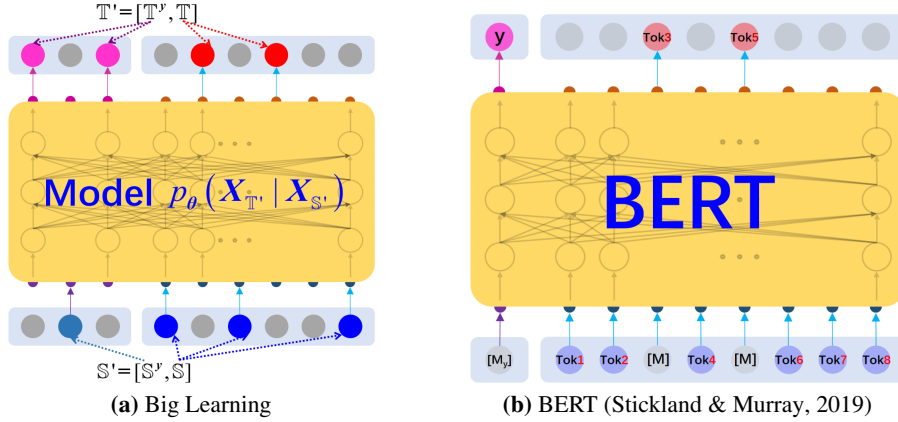 𝕋'=[𝕋ʸ,𝕋]
Model pθ(X𝕋' | X𝕊')
𝕊'=[𝕊ʸ,𝕊]
(a) Big Learning
y Tok3 Tok5
BERT
[My] Tok1 Tok2 [M] Tok4 [M] Tok6 Tok7 Tok8
(b) BERT (Stickland & Murray, 2019)